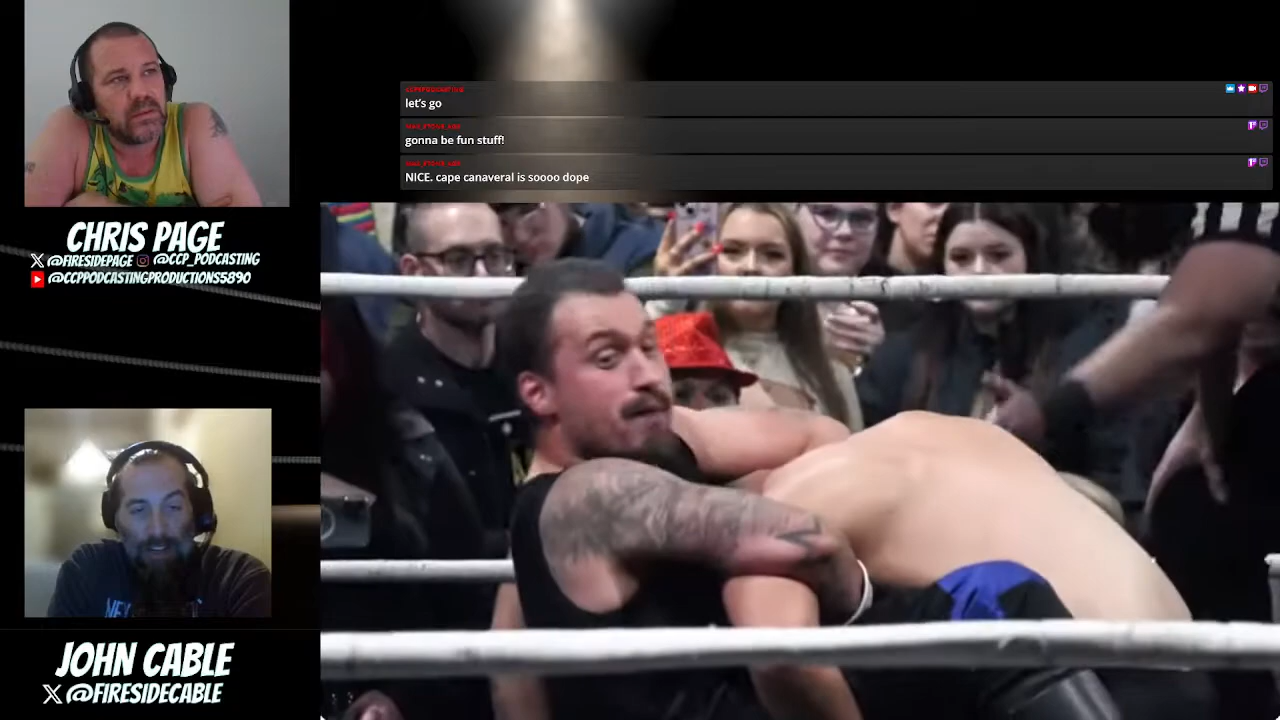 let's go
gonna be fun stuff!
NICE. cape canaveral is soooo dope
CHRIS PAGE
@FIRESIDEPAGE @CCP_PODCASTING
@CCPPODCASTINGPRODUCTIONS5890
JOHN CABLE
@FIRESIDECABLE